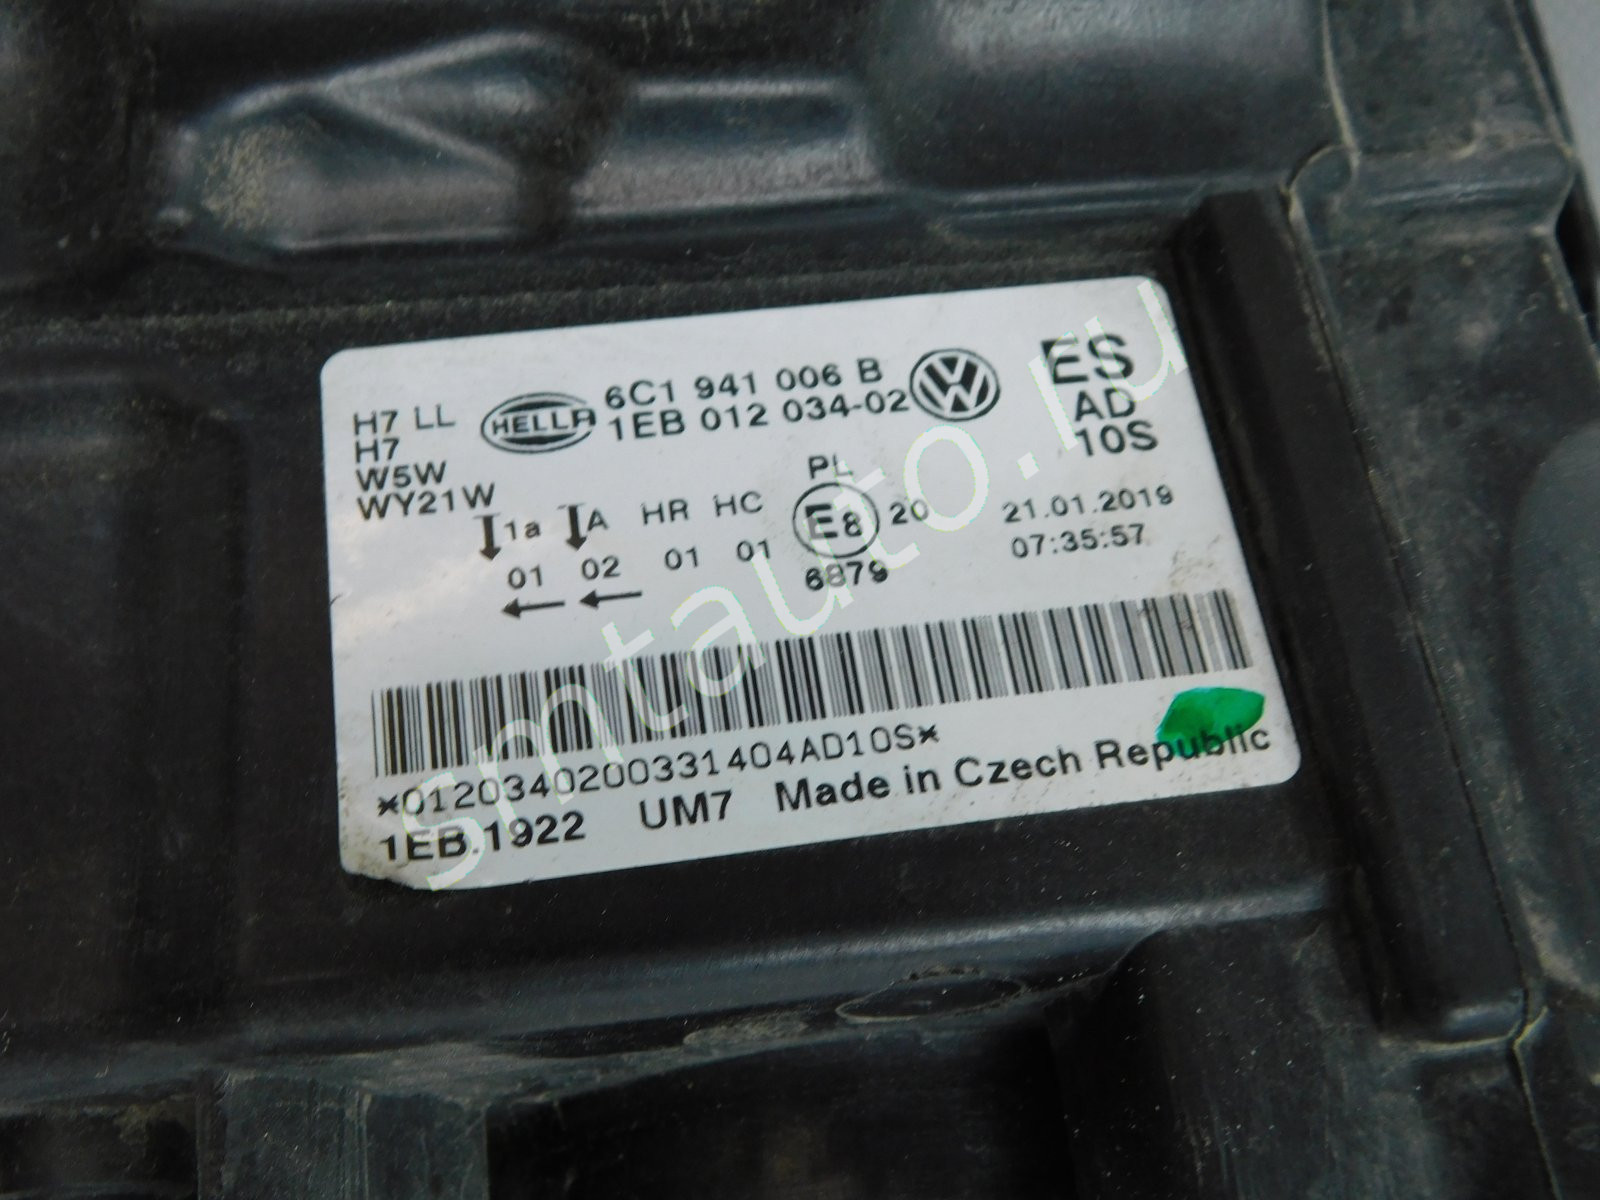 H7 LL
H7
W5W
WY21W
HELLA
6C1 941 006 B
1EB 012 034-02
ES
AD
10S
1a A HR HC
01 02 01 01
PL
E8 20
6879
21.01.2019
07:35:57
*0120340200331404AD10S*
1EB.1922 UM7 Made in Czech Republic
smtauto.ru